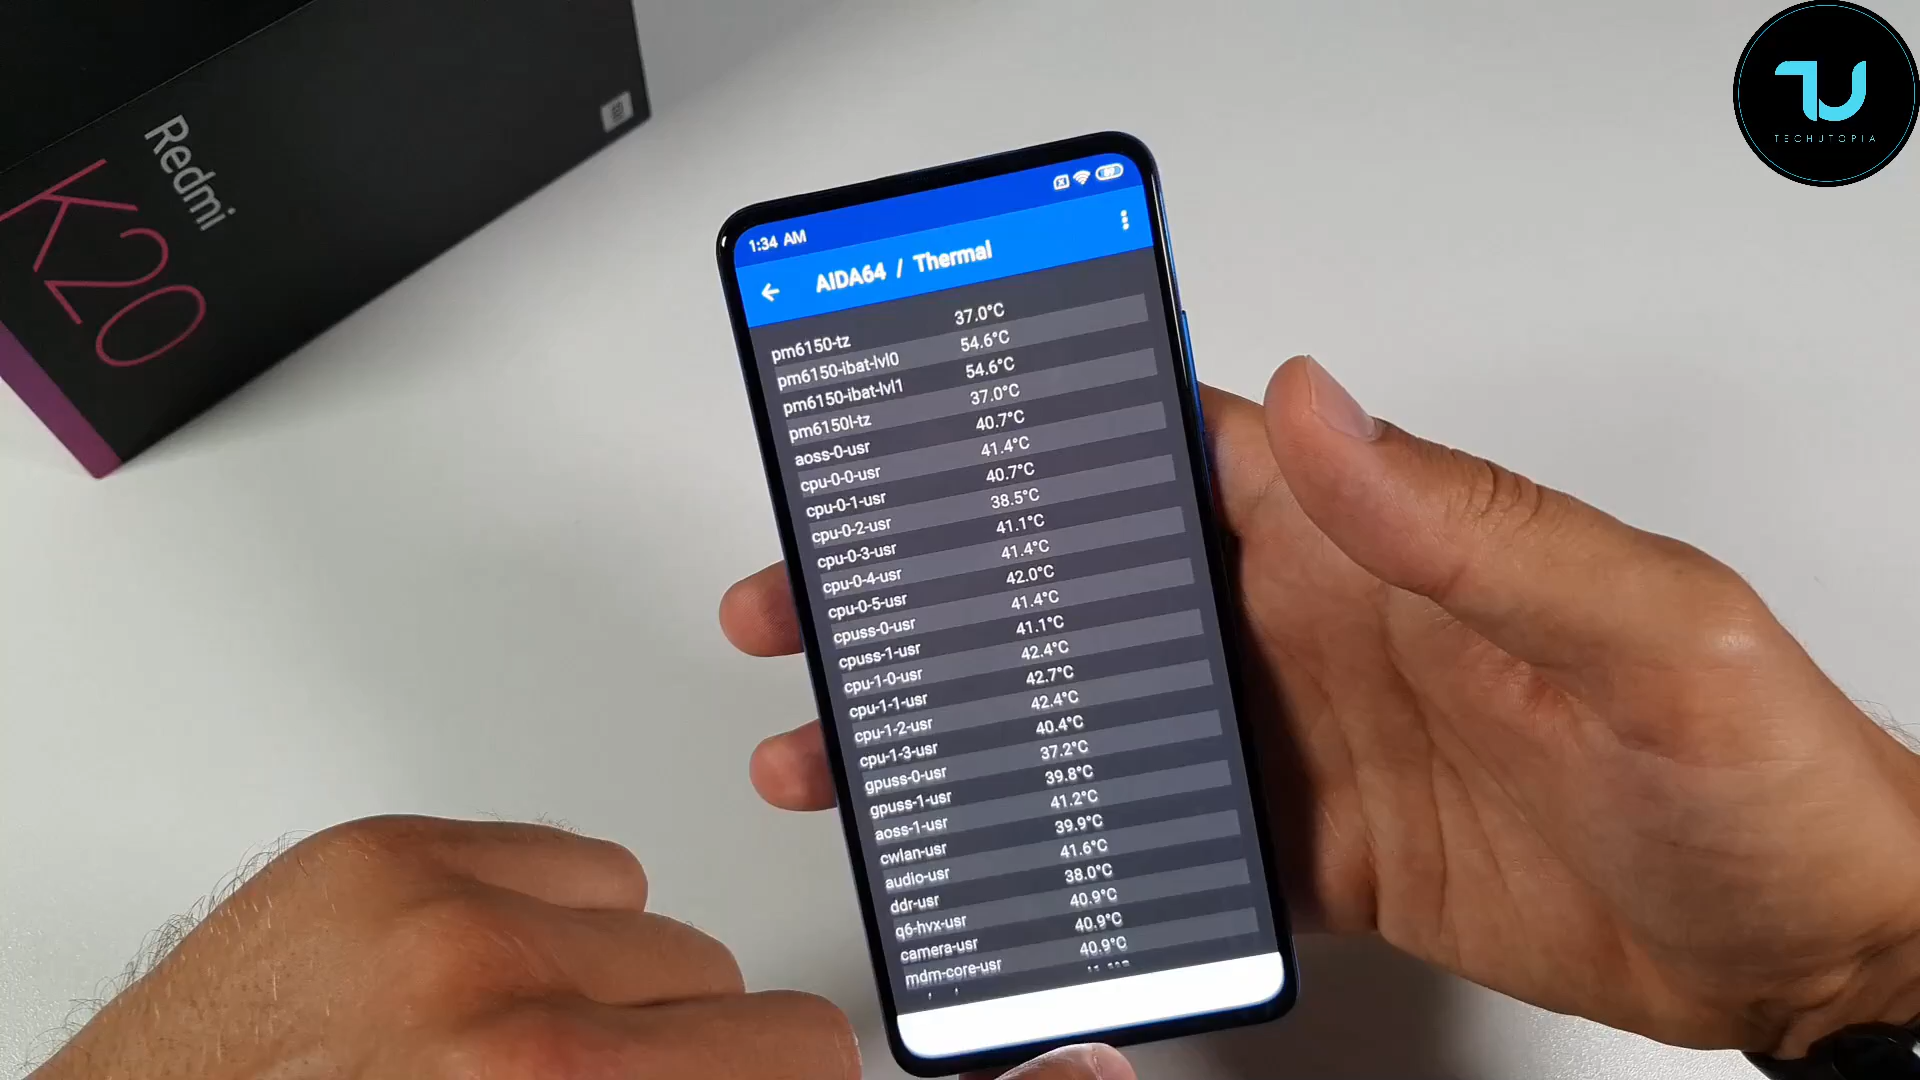 Redmi
K20
TU
TECHUTOPIA
89
1:34 AM
AIDA64 / Thermal
pm6150-tz 37.0°C
pm6150-ibat-lvl0 54.6°C
pm6150-ibat-lvl1 54.6°C
pm6150l-tz 37.0°C
aoss-0-usr 40.7°C
cpu-0-0-usr 41.4°C
cpu-0-1-usr 40.7°C
cpu-0-2-usr 38.5°C
cpu-0-3-usr 41.1°C
cpu-0-4-usr 41.4°C
cpu-0-5-usr 42.0°C
cpuss-0-usr 41.4°C
cpuss-1-usr 41.1°C
cpu-1-0-usr 42.4°C
cpu-1-1-usr 42.7°C
cpu-1-2-usr 42.4°C
cpu-1-3-usr 40.4°C
gpuss-0-usr 37.2°C
gpuss-1-usr 39.8°C
aoss-1-usr 41.2°C
cwlan-usr 39.9°C
audio-usr 41.6°C
ddr-usr 38.0°C
q6-hvx-usr 40.9°C
camera-usr 40.9°C
mdm-core-usr 40.9°C